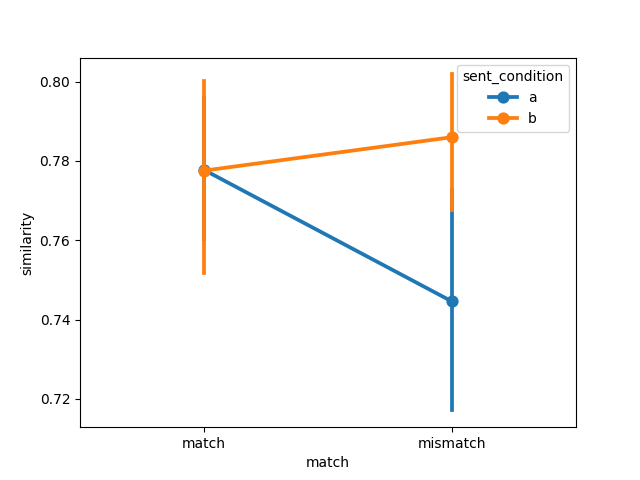 0.80
0.78
0.76
0.74
0.72
similarity
match
mismatch
match
sent_condition
a
b